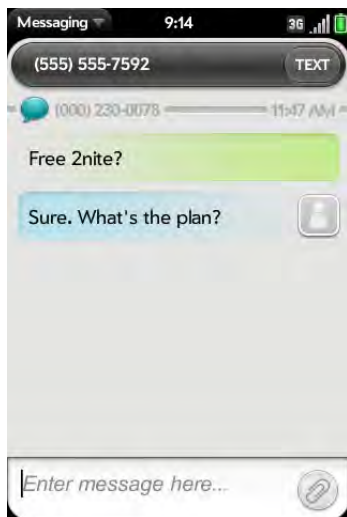 Messaging
9:14
3G
(555) 555-7592
TEXT
(000) 230-0078
11:47 AM
Free 2nite?
Sure. What's the plan?
Enter message here...